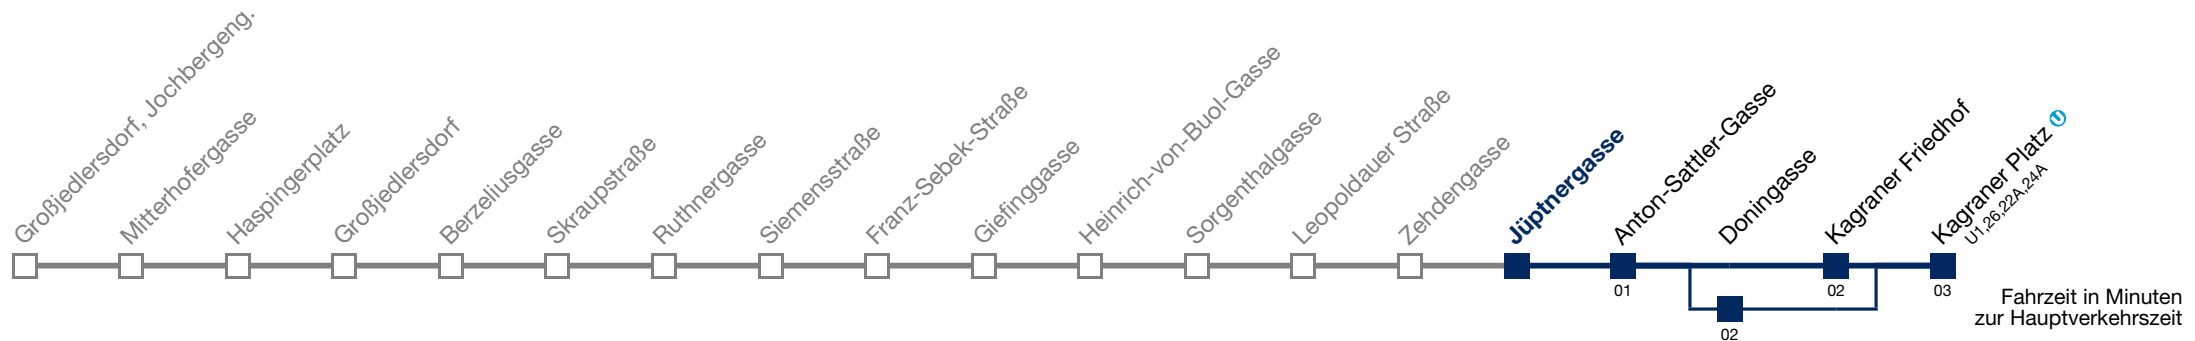 Großjedlersdorf, Jochbergeng.
Mitterhofergasse
Haspingerplatz
Großjedlersdorf
Berzeliusgasse
Skraupstraße
Ruthnergasse
Siemensstraße
Franz-Sebek-Straße
Giefinggasse
Heinrich-von-Buol-Gasse
Sorgenthalgasse
Leopoldauer Straße
Zehdengasse
Jüptnergasse
Anton-Sattler-Gasse
Doningasse
Kagraner Friedhof
Kagraner Platz U
U1,26,22A,24A
01
02
03
02
Fahrzeit in Minuten
zur Hauptverkehrszeit